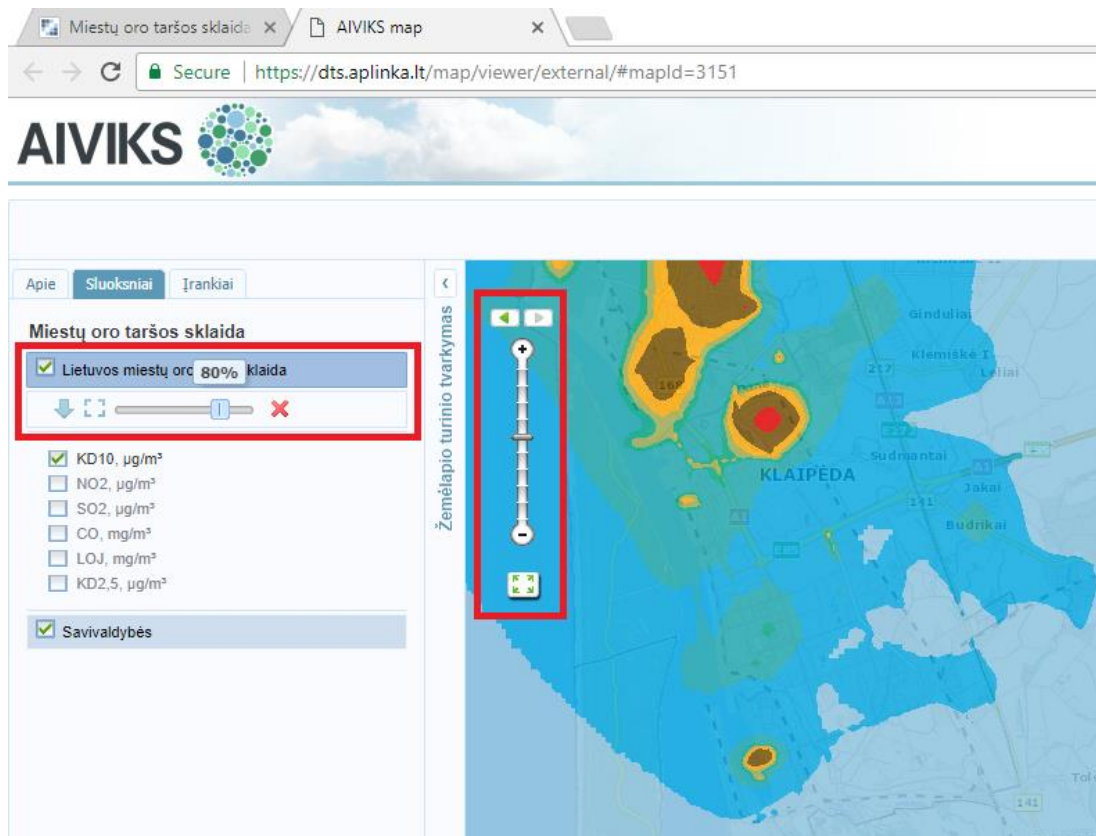 Miestų oro taršos sklaida
AIVIKS map
Secure | https://dts.aplinka.lt/map/viewer/external/#mapId=3151
AIVIKS
Apie
Sluoksniai
Įrankiai
Miestų oro taršos sklaida
Lietuvos miestų oro 80% klaida
KD10, µg/m³
NO2, µg/m³
SO2, µg/m³
CO, mg/m³
LOJ, mg/m³
KD2,5, µg/m³
Savivaldybės
Žemėlapio turinio tvarkymas
Ginduliai
Klemiškė I
217
Leliai
168
Sudmantai
KLAIPĖDA
A1
141
Jakai
Budrikai
141